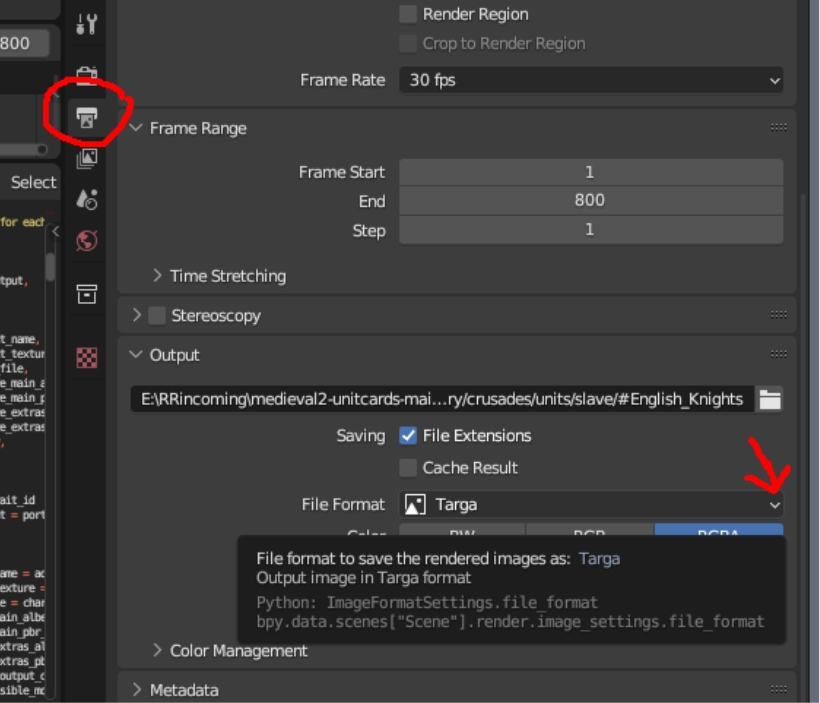 Render Region
800
Crop to Render Region
Frame Rate 30 fps
Frame Range
Frame Start 1
Select
End 800
for each
Step 1
Time Stretching
tput,
Stereoscopy
t_name,
t_textur
Output
file,
e_main_a
e_main_p
E:\RRincoming\medieval2-unitcards-mai...ry/crusades/units/slave/#English_Knights
e_extras
e_extras
Saving File Extensions
Cache Result
ait_id
File Format Targa
t = port
Color BW RGB RGBA
File format to save the rendered images as: Targa
ame = ac
Output image in Targa format
exture =
e = char
Python: ImageFormatSettings.file_format
ain_albe
bpy.data.scenes["Scene"].render.image_settings.file_format
ain_pbr_
xtras_al
Color Management
xtras_pb
output_c
Metadata
sible_mo